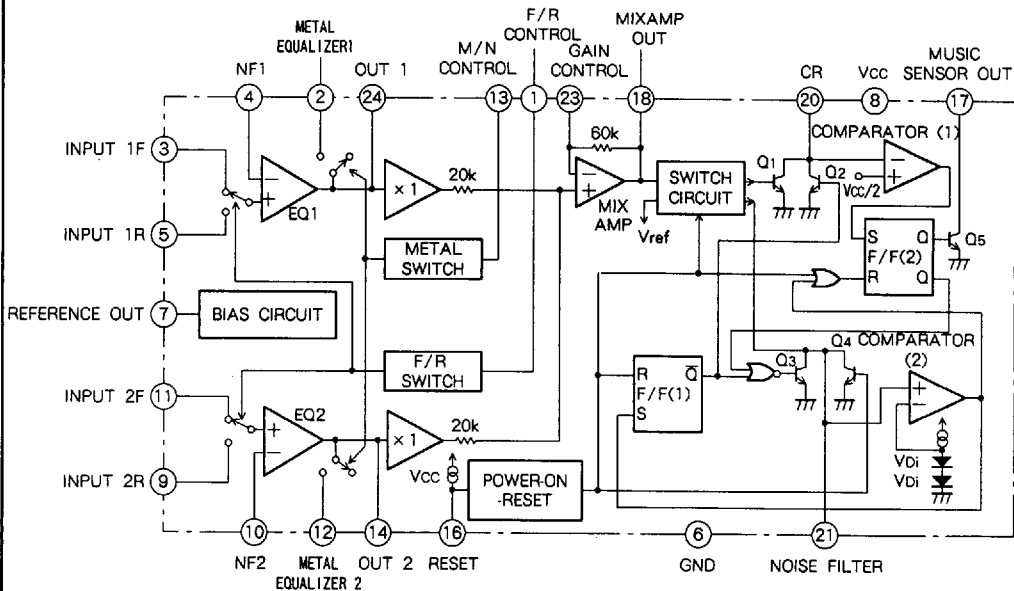 F/R
CONTROL
MIXAMP
OUT
METAL
EQUALIZER1
M/N
CONTROL
GAIN
CONTROL
MUSIC
SENSOR OUT
NF1
OUT 1
CR
Vcc
4
2
24
13
1
23
18
20
8
17
INPUT 1F
3
60k
COMPARATOR (1)
20k
EQ1
×1
MIX
AMP
SWITCH
CIRCUIT
Q1
Q2
Vcc/2
Vref
INPUT 1R
5
METAL
SWITCH
S
Q
F/F(2)
R
Q
Q5
REFERENCE OUT
7
BIAS CIRCUIT
F/R
SWITCH
R
Q
F/F(1)
S
Q3
Q4
COMPARATOR
(2)
INPUT 2F
11
EQ2
×1
20k
VDi
VDi
INPUT 2R
9
Vcc
POWER-ON
-RESET
10
12
14
16
6
21
NF2
METAL
EQUALIZER 2
OUT 2
RESET
GND
NOISE FILTER